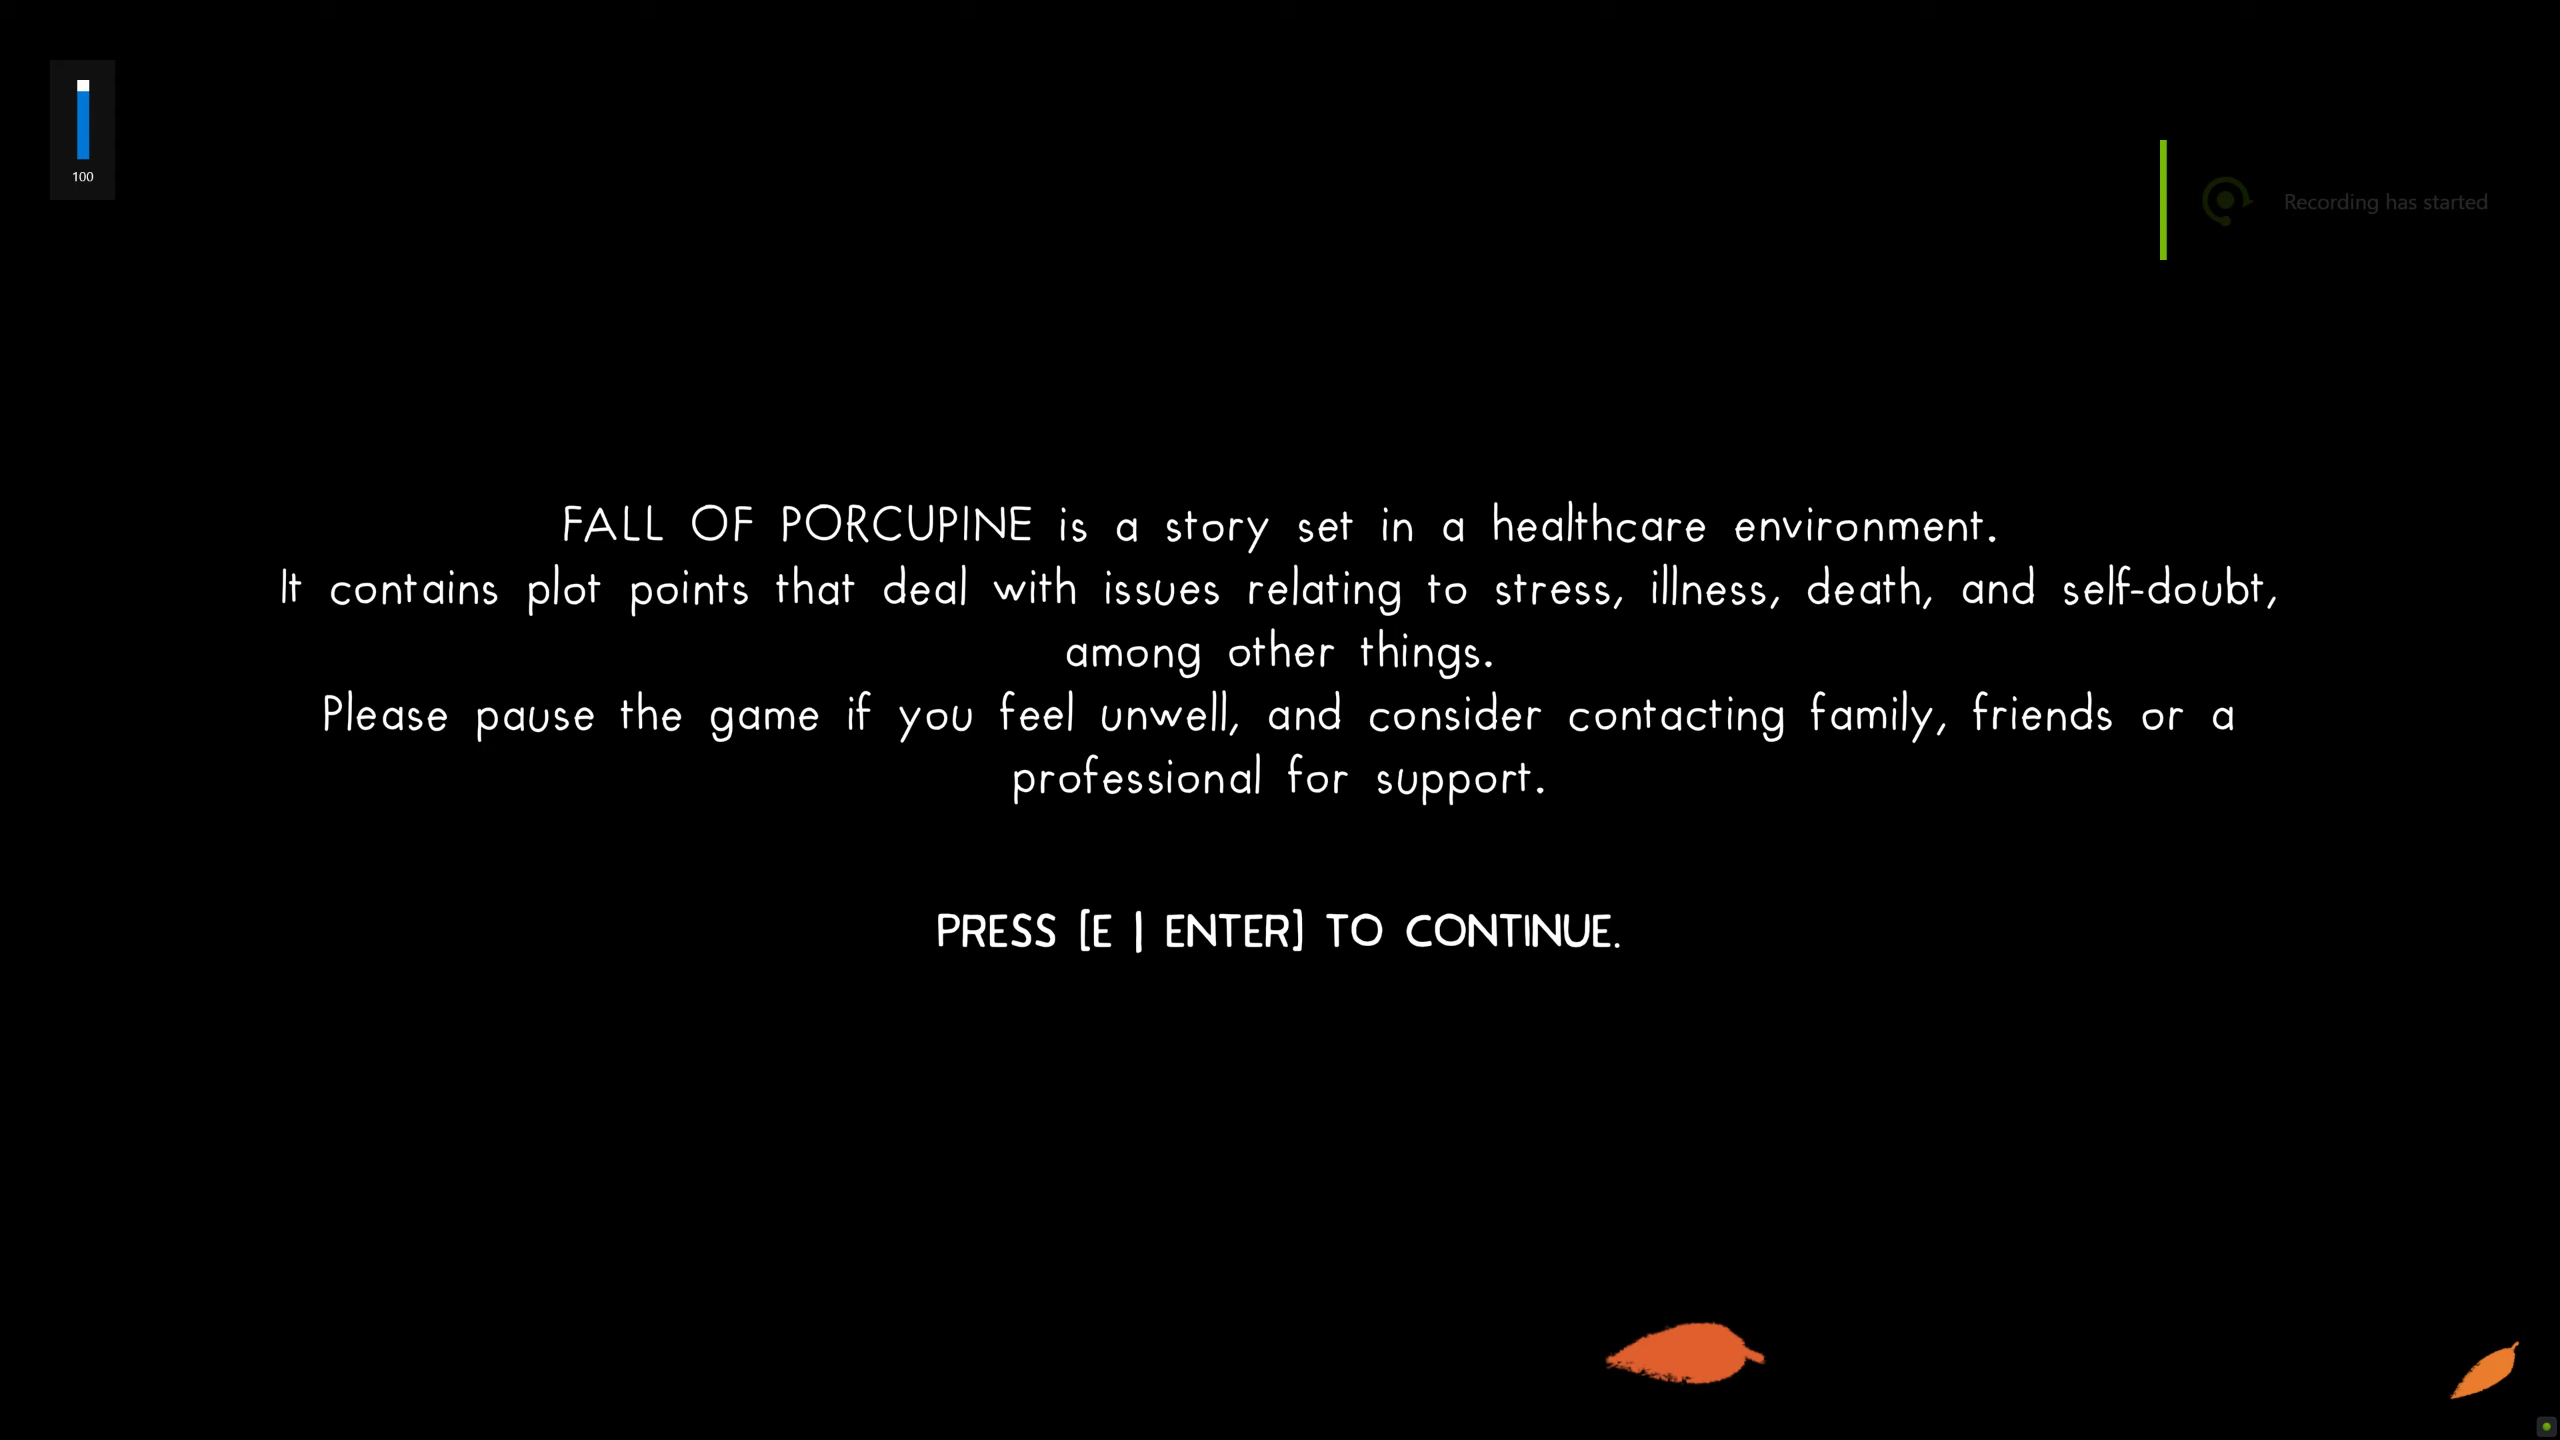 100
Recording has started
FALL OF PORCUPINE is a story set in a healthcare environment.
It contains plot points that deal with issues relating to stress, illness, death, and self-doubt,
among other things.
Please pause the game if you feel unwell, and consider contacting family, friends or a
professional for support.
PRESS [E | ENTER] TO CONTINUE.